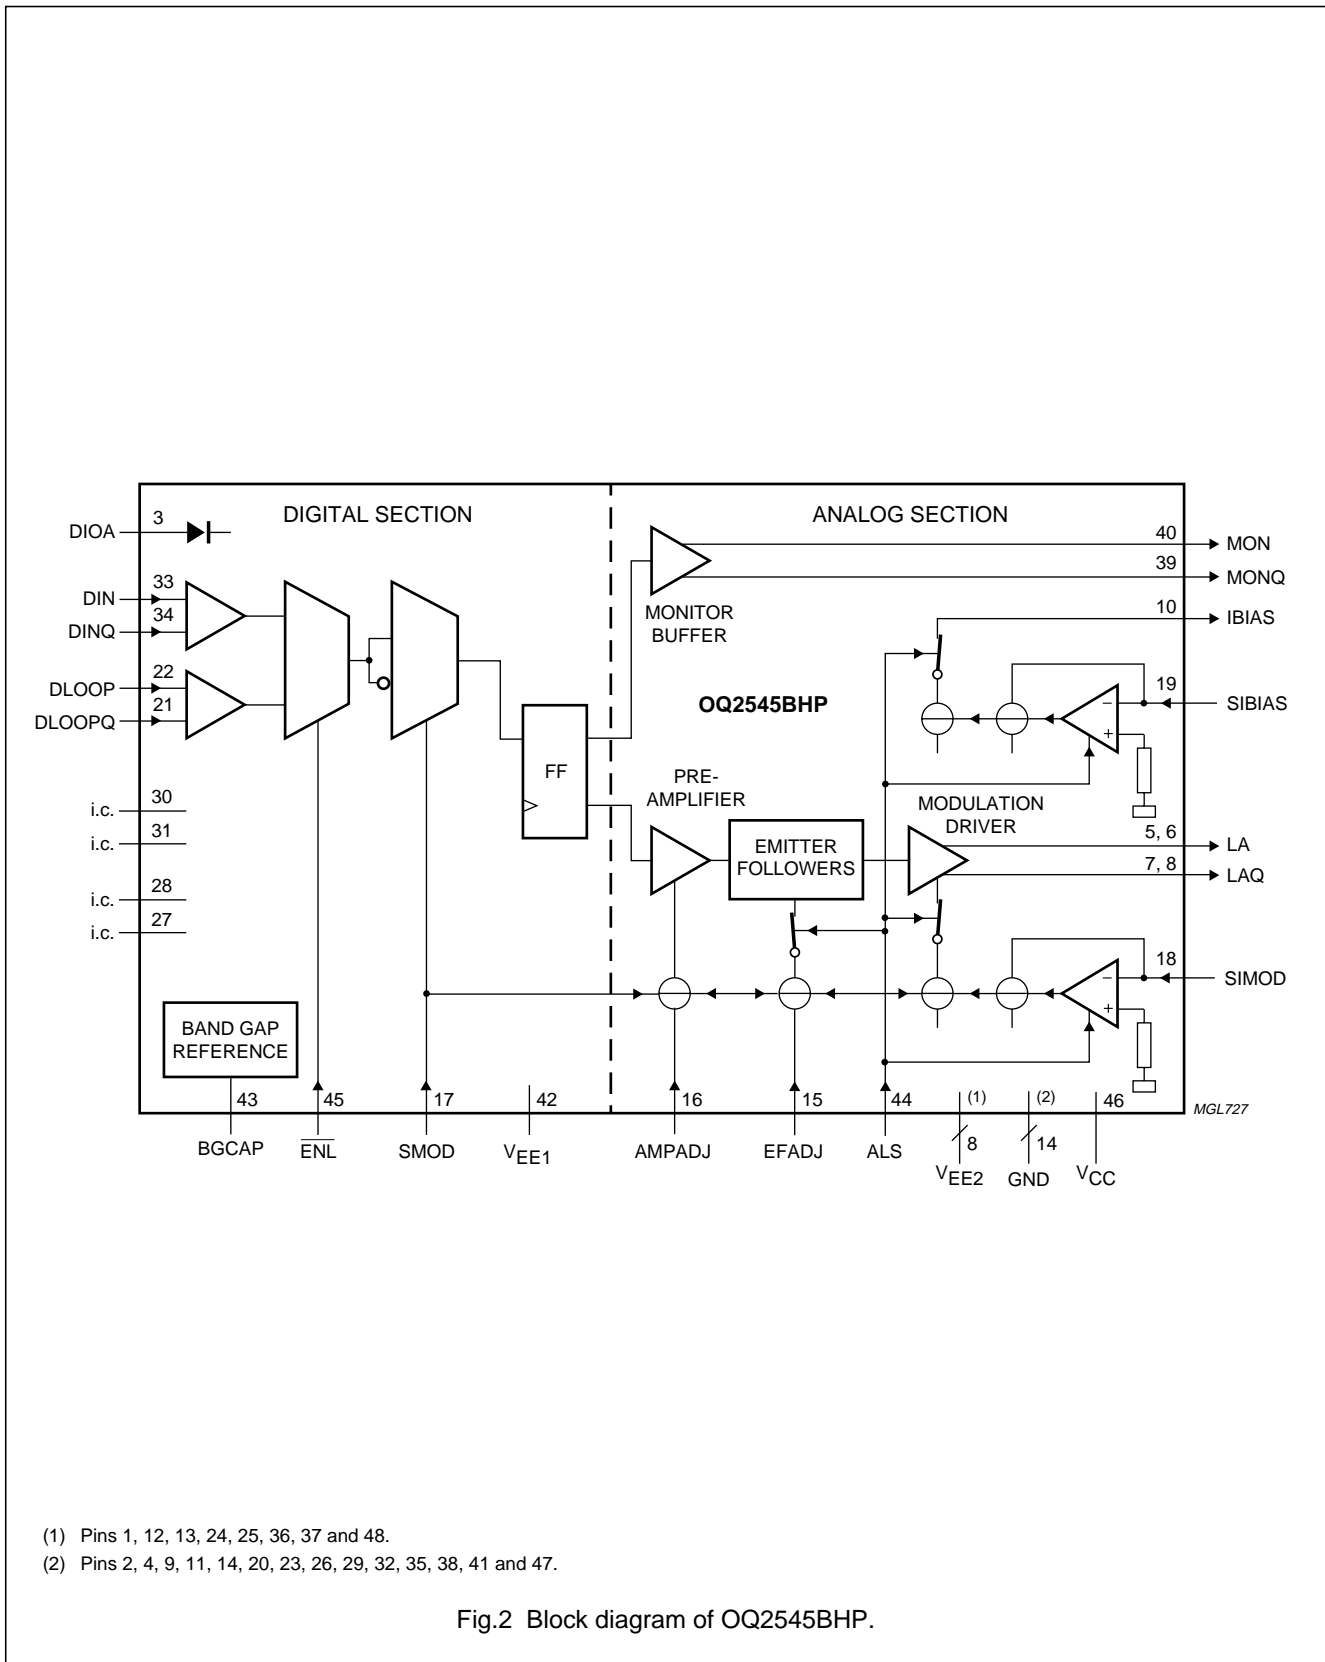 DIGITAL SECTION
ANALOG SECTION
DIOA
3
DIN
33
DINQ
34
DLOOP
22
DLOOPQ
21
i.c.
30
i.c.
31
i.c.
28
i.c.
27
MONITOR
BUFFER
OQ2545BHP
FF
PRE-
AMPLIFIER
EMITTER
FOLLOWERS
MODULATION
DRIVER
−
+
−
+
40
MON
39
MONQ
10
IBIAS
19
SIBIAS
5, 6
LA
7, 8
LAQ
18
SIMOD
BAND GAP
REFERENCE
43
45
17
42
16
15
44
(1)
(2)
46
8
14
MGL727
BGCAP
ENL
SMOD
VEE1
AMPADJ
EFADJ
ALS
VEE2
GND
VCC
(1) Pins 1, 12, 13, 24, 25, 36, 37 and 48.
(2) Pins 2, 4, 9, 11, 14, 20, 23, 26, 29, 32, 35, 38, 41 and 47.
Fig.2 Block diagram of OQ2545BHP.